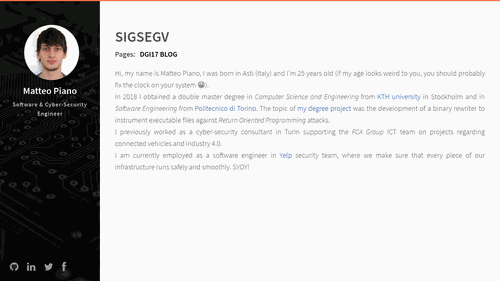 SIGSEGV
Pages: DGI17 BLOG
Matteo Piano
Software & Cyber-Security
Engineer
Hi, my name is Matteo Piano, I was born in Asti (Italy) and I'm 25 years old (if my age looks weird to you, you should probably
fix the clock on your system 😁).
In 2018 I obtained a double master degree in Computer Science and Engineering from KTH university in Stockholm and in
Software Engineering from Politecnico di Torino. The topic of my degree project was the development of a binary rewriter to
instrument executable files against Return Oriented Programming attacks.
I previously worked as a cyber-security consultant in Turin supporting the FCA Group ICT team on projects regarding
connected vehicles and industry 4.0.
I am currently employed as a software engineer in Yelp security team, where we make sure that every piece of our
infrastructure runs safely and smoothly. SYOY!